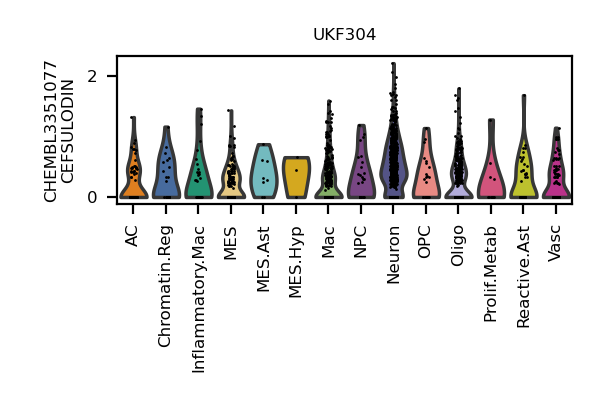 UKF304
CHEMBL3351077
CEFSULODIN
2
0
AC
Chromatin.Reg
Inflammatory.Mac
MES
MES.Ast
MES.Hyp
Mac
NPC
Neuron
OPC
Oligo
Prolif.Metab
Reactive.Ast
Vasc